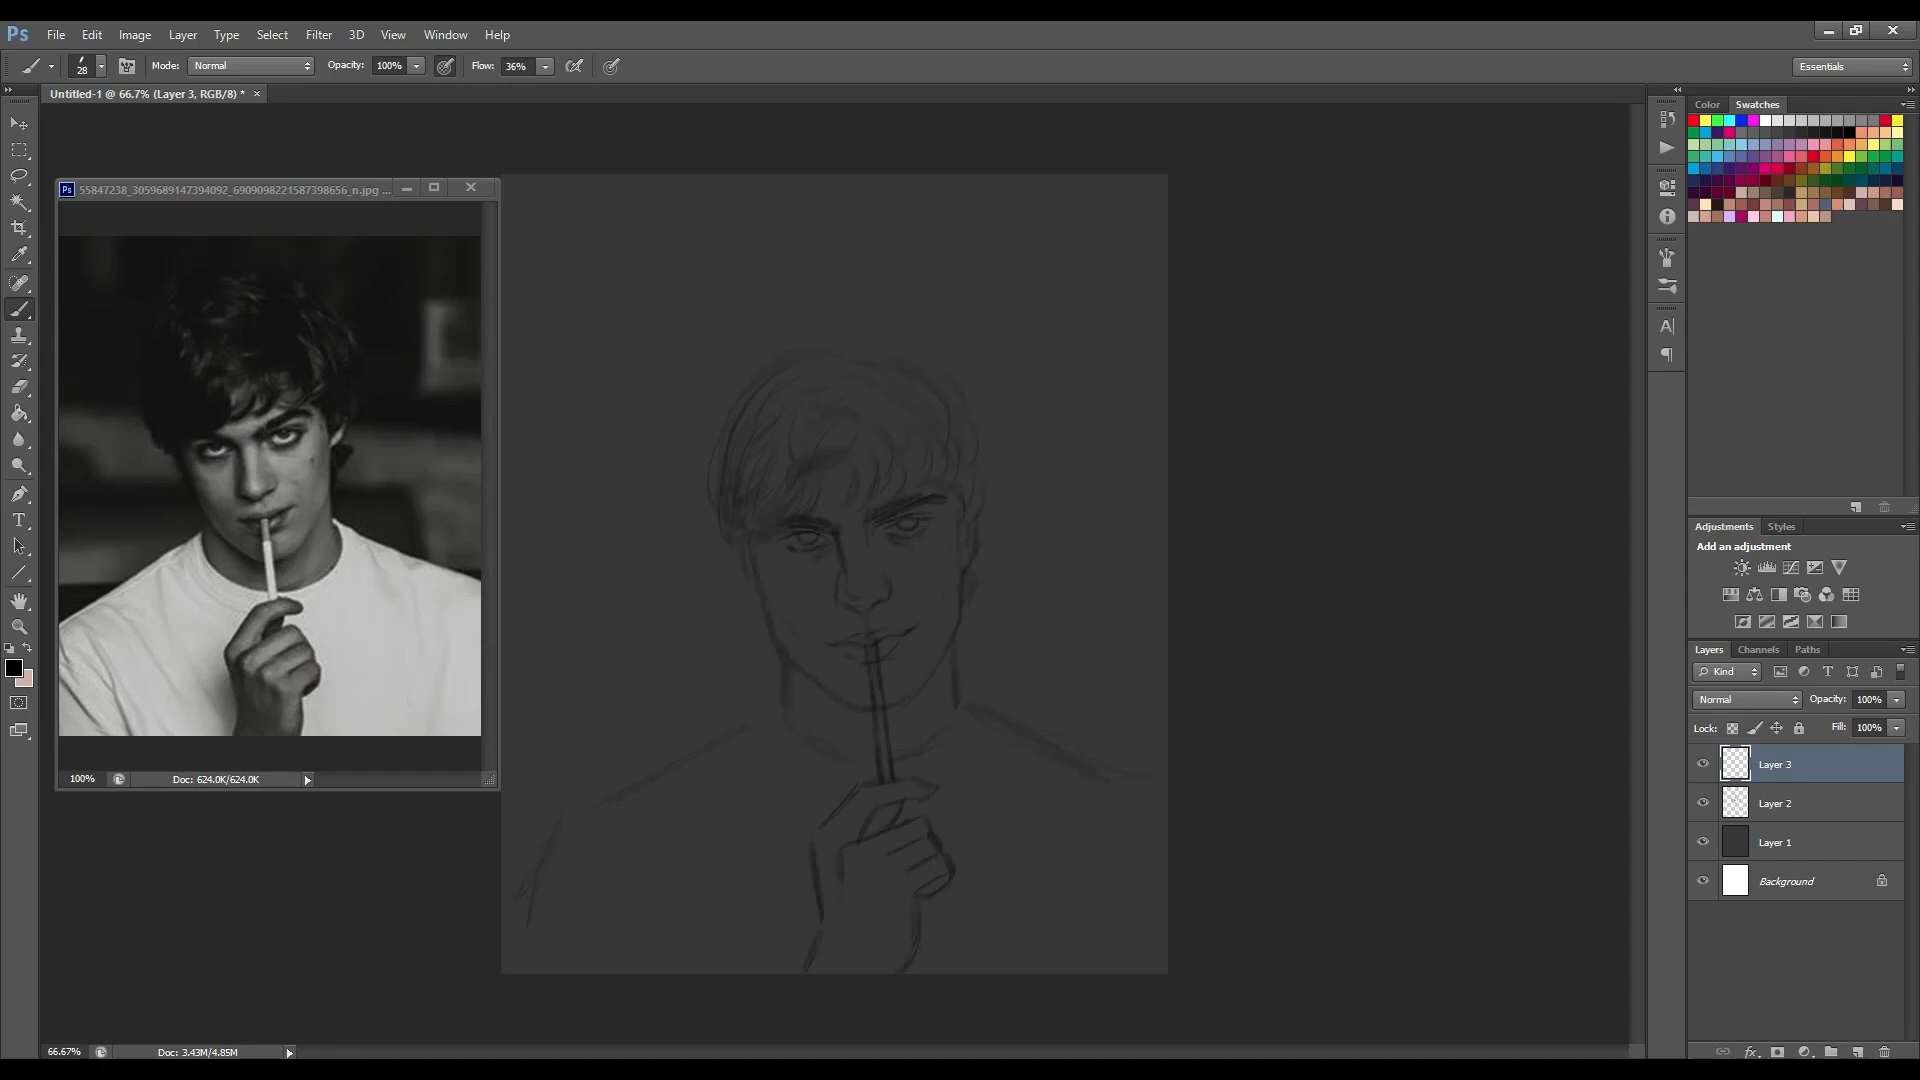 Ps File Edit Image Layer Type Select Filter 3D View Window Help
28 Mode: Normal Opacity: 100% Flow: 36% Essentials
Untitled-1 @ 66.7% (Layer 3, RGB/8) * ×
Color Swatches
Ps 55847238_3059689147394092_6909098221587398656_n.jpg ...
100% Doc: 624.0K/624.0K
Adjustments Styles
Add an adjustment
Layers Channels Paths
Kind
Normal Opacity: 100%
Lock: Fill: 100%
Layer 3
Layer 2
Layer 1
Background
66.67% Doc: 3.43M/4.85M